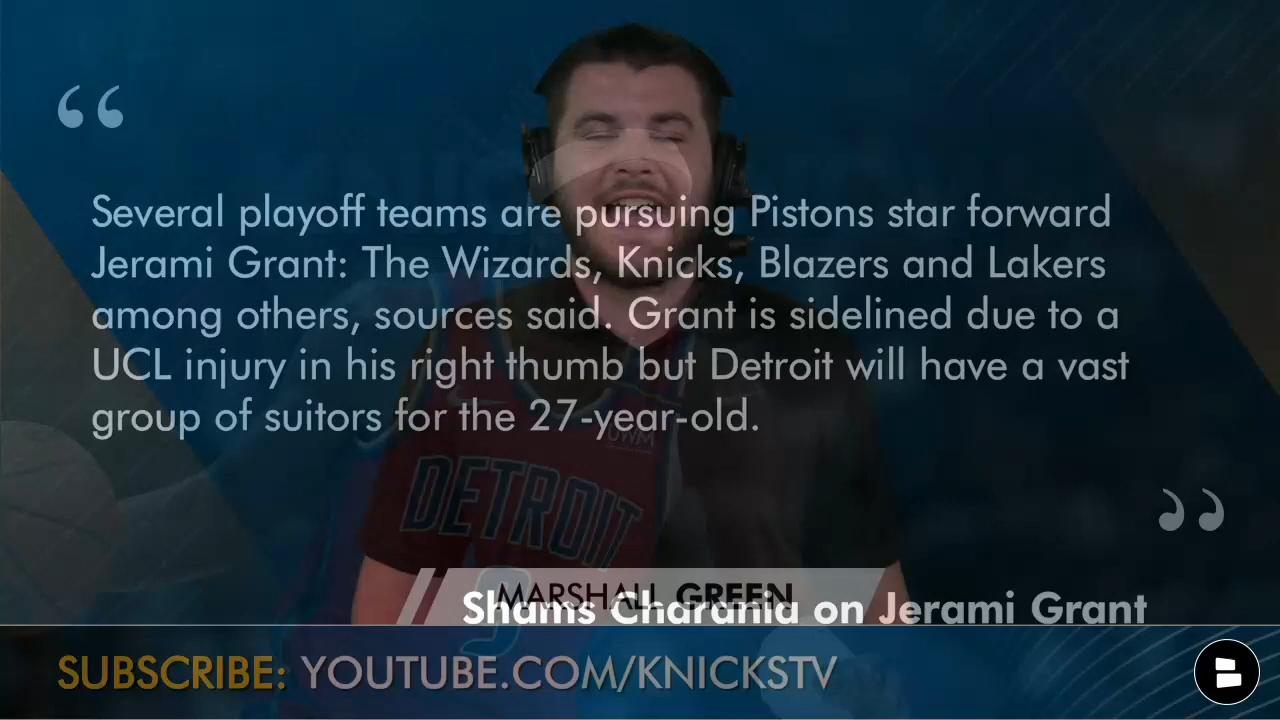 “
Several playoff teams are pursuing Pistons star forward
Jerami Grant: The Wizards, Knicks, Blazers and Lakers
among others, sources said. Grant is sidelined due to a
UCL injury in his right thumb but Detroit will have a vast
group of suitors for the 27-year-old.
”
UWM
DETROIT
9
MARSHALL GREEN
Shams Charania on Jerami Grant
SUBSCRIBE: YOUTUBE.COM/KNICKSTV